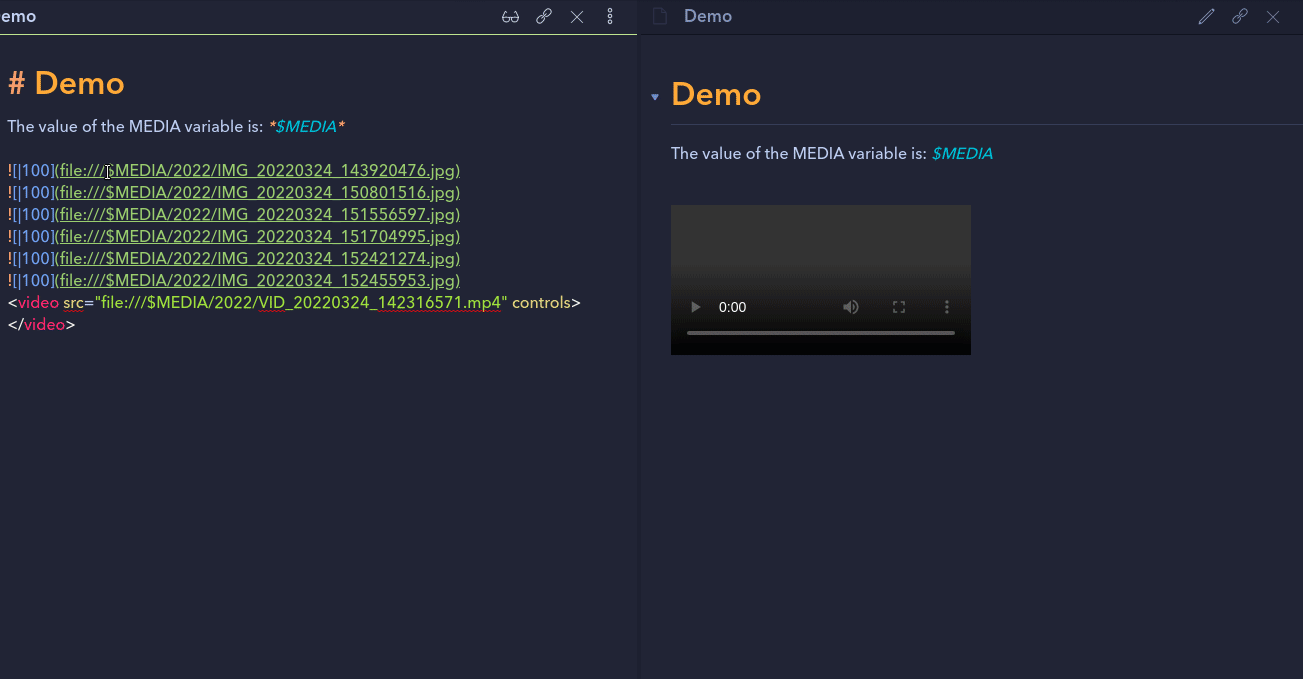 emo
# Demo
The value of the MEDIA variable is: *$MEDIA*
![|100](file:///$MEDIA/2022/IMG_20220324_143920476.jpg)
![|100](file:///$MEDIA/2022/IMG_20220324_150801516.jpg)
![|100](file:///$MEDIA/2022/IMG_20220324_151556597.jpg)
![|100](file:///$MEDIA/2022/IMG_20220324_151704995.jpg)
![|100](file:///$MEDIA/2022/IMG_20220324_152421274.jpg)
![|100](file:///$MEDIA/2022/IMG_20220324_152455953.jpg)
<video src="file:///$MEDIA/2022/VID_20220324_142316571.mp4" controls>
</video>
Demo
Demo
The value of the MEDIA variable is: $MEDIA
0:00